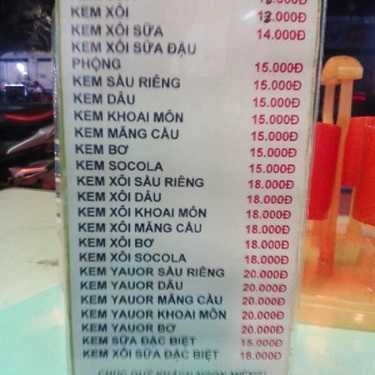 KEM XÔI 13.000Đ
KEM XÔI SỮA 14.000Đ
KEM XÔI SỮA ĐẬU
PHỘNG 15.000Đ
KEM SẦU RIÊNG 15.000Đ
KEM DÂU 15.000Đ
KEM KHOAI MÔN 15.000Đ
KEM MÃNG CẦU 15.000Đ
KEM BƠ 15.000Đ
KEM SOCOLA 15.000Đ
KEM XÔI SẦU RIÊNG 18.000Đ
KEM XÔI DÂU 18.000Đ
KEM XÔI KHOAI MÔN 18.000Đ
KEM XÔI MÃNG CẦU 18.000Đ
KEM XÔI BƠ 18.000Đ
KEM XÔI SOCOLA 18.000Đ
KEM YAUOR SẦU RIÊNG 20.000Đ
KEM YAUOR DÂU 20.000Đ
KEM YAUOR MÃNG CẦU 20.000Đ
KEM YAUOR KHOAI MÔN 20.000Đ
KEM YAUOR BƠ 20.000Đ
KEM SỮA ĐẶC BIỆT 15.000Đ
KEM XÔI SỮA ĐẶC BIỆT 18.000Đ